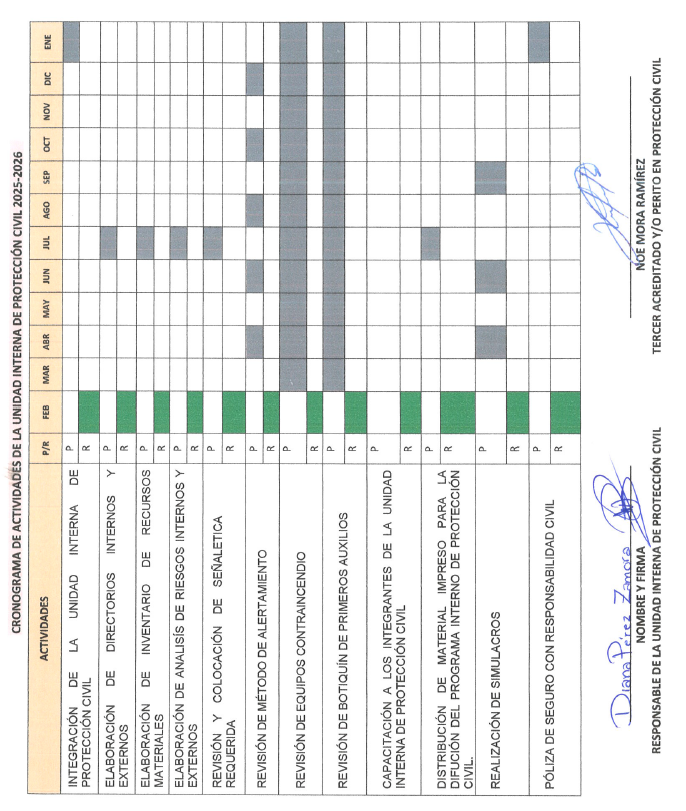 CRONOGRAMA DE ACTIVIDADES DE LA UNIDAD INTERNA DE PROTECCIÓN CIVIL 2025-2026
ACTIVIDADES P/R FEB MAR ABR MAY JUN JUL AGO SEP OCT NOV DIC ENE
INTEGRACIÓN DE LA UNIDAD INTERNA DE P
PROTECCIÓN CIVIL R
ELABORACIÓN DE DIRECTORIOS INTERNOS Y P
EXTERNOS R
ELABORACIÓN DE INVENTARIO DE RECURSOS P
MATERIALES R
ELABORACIÓN DE ANALISÍS DE RIESGOS INTERNOS Y P
EXTERNOS R
REVISIÓN Y COLOCACIÓN DE SEÑALETICA P
REQUERIDA R
REVISIÓN DE MÉTODO DE ALERTAMIENTO P
R
REVISIÓN DE EQUIPOS CONTRAINCENDIO P
R
REVISIÓN DE BOTIQUÍN DE PRIMEROS AUXILIOS P
R
CAPACITACIÓN A LOS INTEGRANTES DE LA UNIDAD P
INTERNA DE PROTECCIÓN CIVIL R
DISTRIBUCIÓN DE MATERIAL IMPRESO PARA LA P
DIFUCIÓN DEL PROGRAMA INTERNO DE PROTECCIÓN R
CIVIL.
REALIZACIÓN DE SIMULACROS P
R
PÓLIZA DE SEGURO CON RESPONSABILIDAD CIVIL P
R
Diana Pérez Zamora
NOMBRE Y FIRMA
RESPONSABLE DE LA UNIDAD INTERNA DE PROTECCIÓN CIVIL
NOE MORA RAMÍREZ
TERCER ACREDITADO Y/O PERITO EN PROTECCIÓN CIVIL